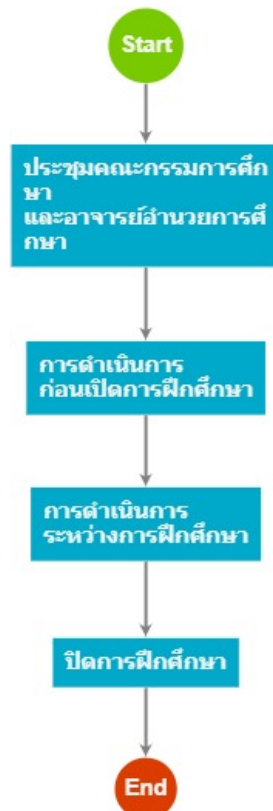 Start
ประชุมคณะกรรมการศึก
ษา
และอาจารย์อำนวยการศึ
กษา
การดำเนินการ
ก่อนเปิดการฝึกศึกษา
การดำเนินการ
ระหว่างการฝึกศึกษา
ปิดการฝึกศึกษา
End